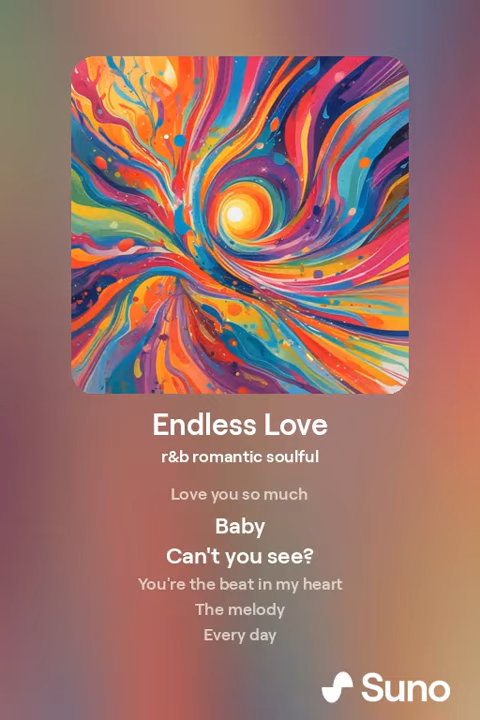 Endless Love
r&b romantic soulful
Love you so much
Baby
Can't you see?
You're the beat in my heart
The melody
Every day
Suno